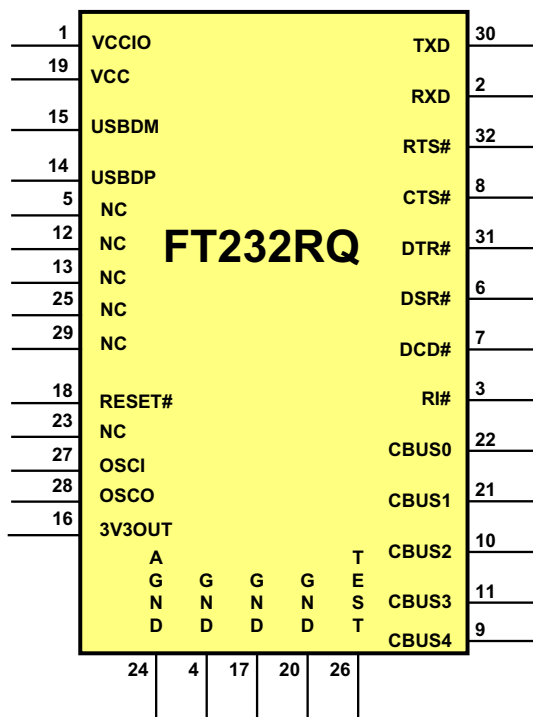 1 VCCIO
19 VCC
15 USBDM
14 USBDP
5 NC
12 NC
13 NC
25 NC
29 NC
18 RESET#
23 NC
27 OSCI
28 OSCO
16 3V3OUT
FT232RQ
TXD 30
RXD 2
RTS# 32
CTS# 8
DTR# 31
DSR# 6
DCD# 7
RI# 3
CBUS0 22
CBUS1 21
CBUS2 10
CBUS3 11
CBUS4 9
AGND GND GND GND TEST
24 4 17 20 26